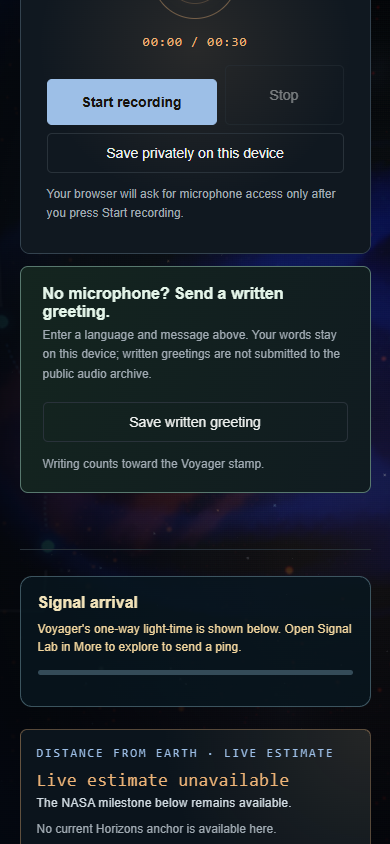 00:00 / 00:30
Start recording
Stop
Save privately on this device
Your browser will ask for microphone access only after
you press Start recording.
No microphone? Send a written
greeting.
Enter a language and message above. Your words stay
on this device; written greetings are not submitted to the
public audio archive.
Save written greeting
Writing counts toward the Voyager stamp.
Signal arrival
Voyager's one-way light-time is shown below. Open Signal
Lab in More to explore to send a ping.
DISTANCE FROM EARTH · LIVE ESTIMATE
Live estimate unavailable
The NASA milestone below remains available.
No current Horizons anchor is available here.